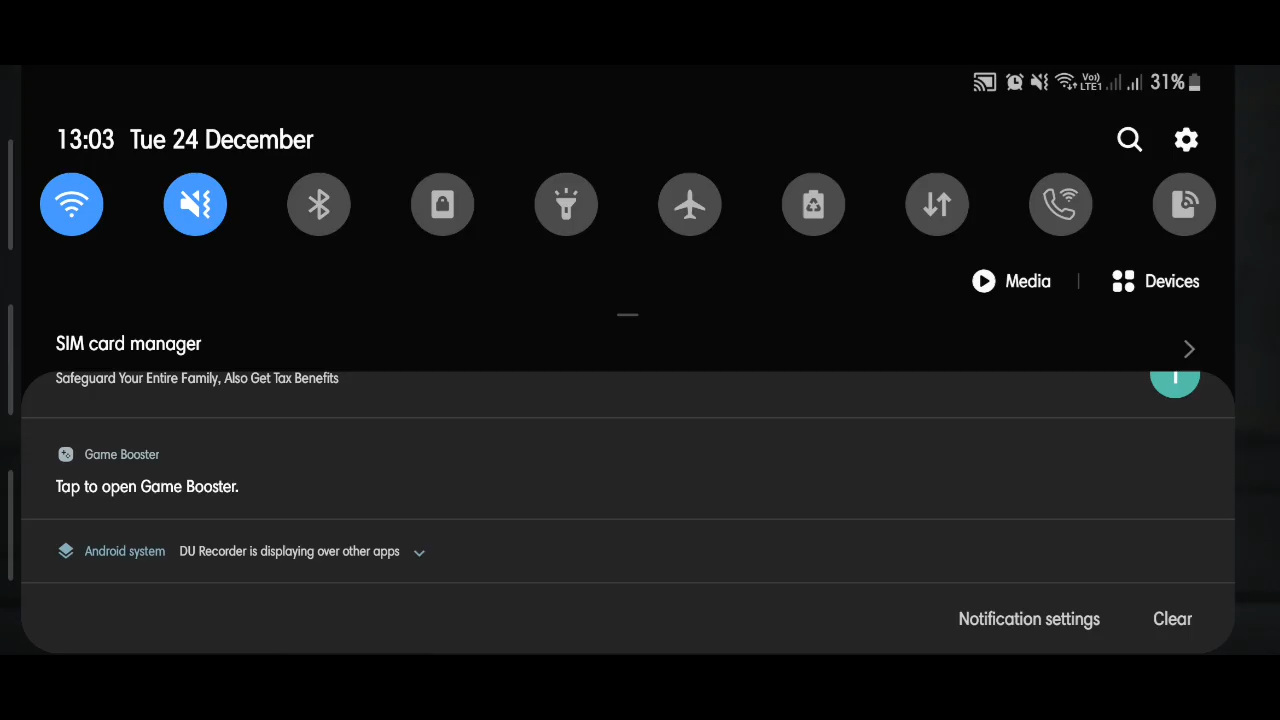 Vo)) LTE1 31%
13:03 Tue 24 December
Media Devices
SIM card manager
Safeguard Your Entire Family, Also Get Tax Benefits
Game Booster
Tap to open Game Booster.
Android system DU Recorder is displaying over other apps
Notification settings Clear